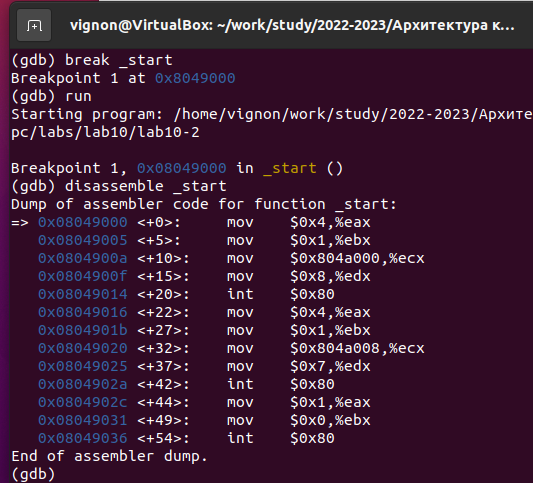 vignon@VirtualBox: ~/work/study/2022-2023/Архитектура к...
(gdb) break _start
Breakpoint 1 at 0x8049000
(gdb) run
Starting program: /home/vignon/work/study/2022-2023/Архите
pc/labs/lab10/lab10-2
Breakpoint 1, 0x08049000 in _start ()
(gdb) disassemble _start
Dump of assembler code for function _start:
=> 0x08049000 <+0>:     mov    $0x4,%eax
   0x08049005 <+5>:     mov    $0x1,%ebx
   0x0804900a <+10>:    mov    $0x804a000,%ecx
   0x0804900f <+15>:    mov    $0x8,%edx
   0x08049014 <+20>:    int    $0x80
   0x08049016 <+22>:    mov    $0x4,%eax
   0x0804901b <+27>:    mov    $0x1,%ebx
   0x08049020 <+32>:    mov    $0x804a008,%ecx
   0x08049025 <+37>:    mov    $0x7,%edx
   0x0804902a <+42>:    int    $0x80
   0x0804902c <+44>:    mov    $0x1,%eax
   0x08049031 <+49>:    mov    $0x0,%ebx
   0x08049036 <+54>:    int    $0x80
End of assembler dump.
(gdb)